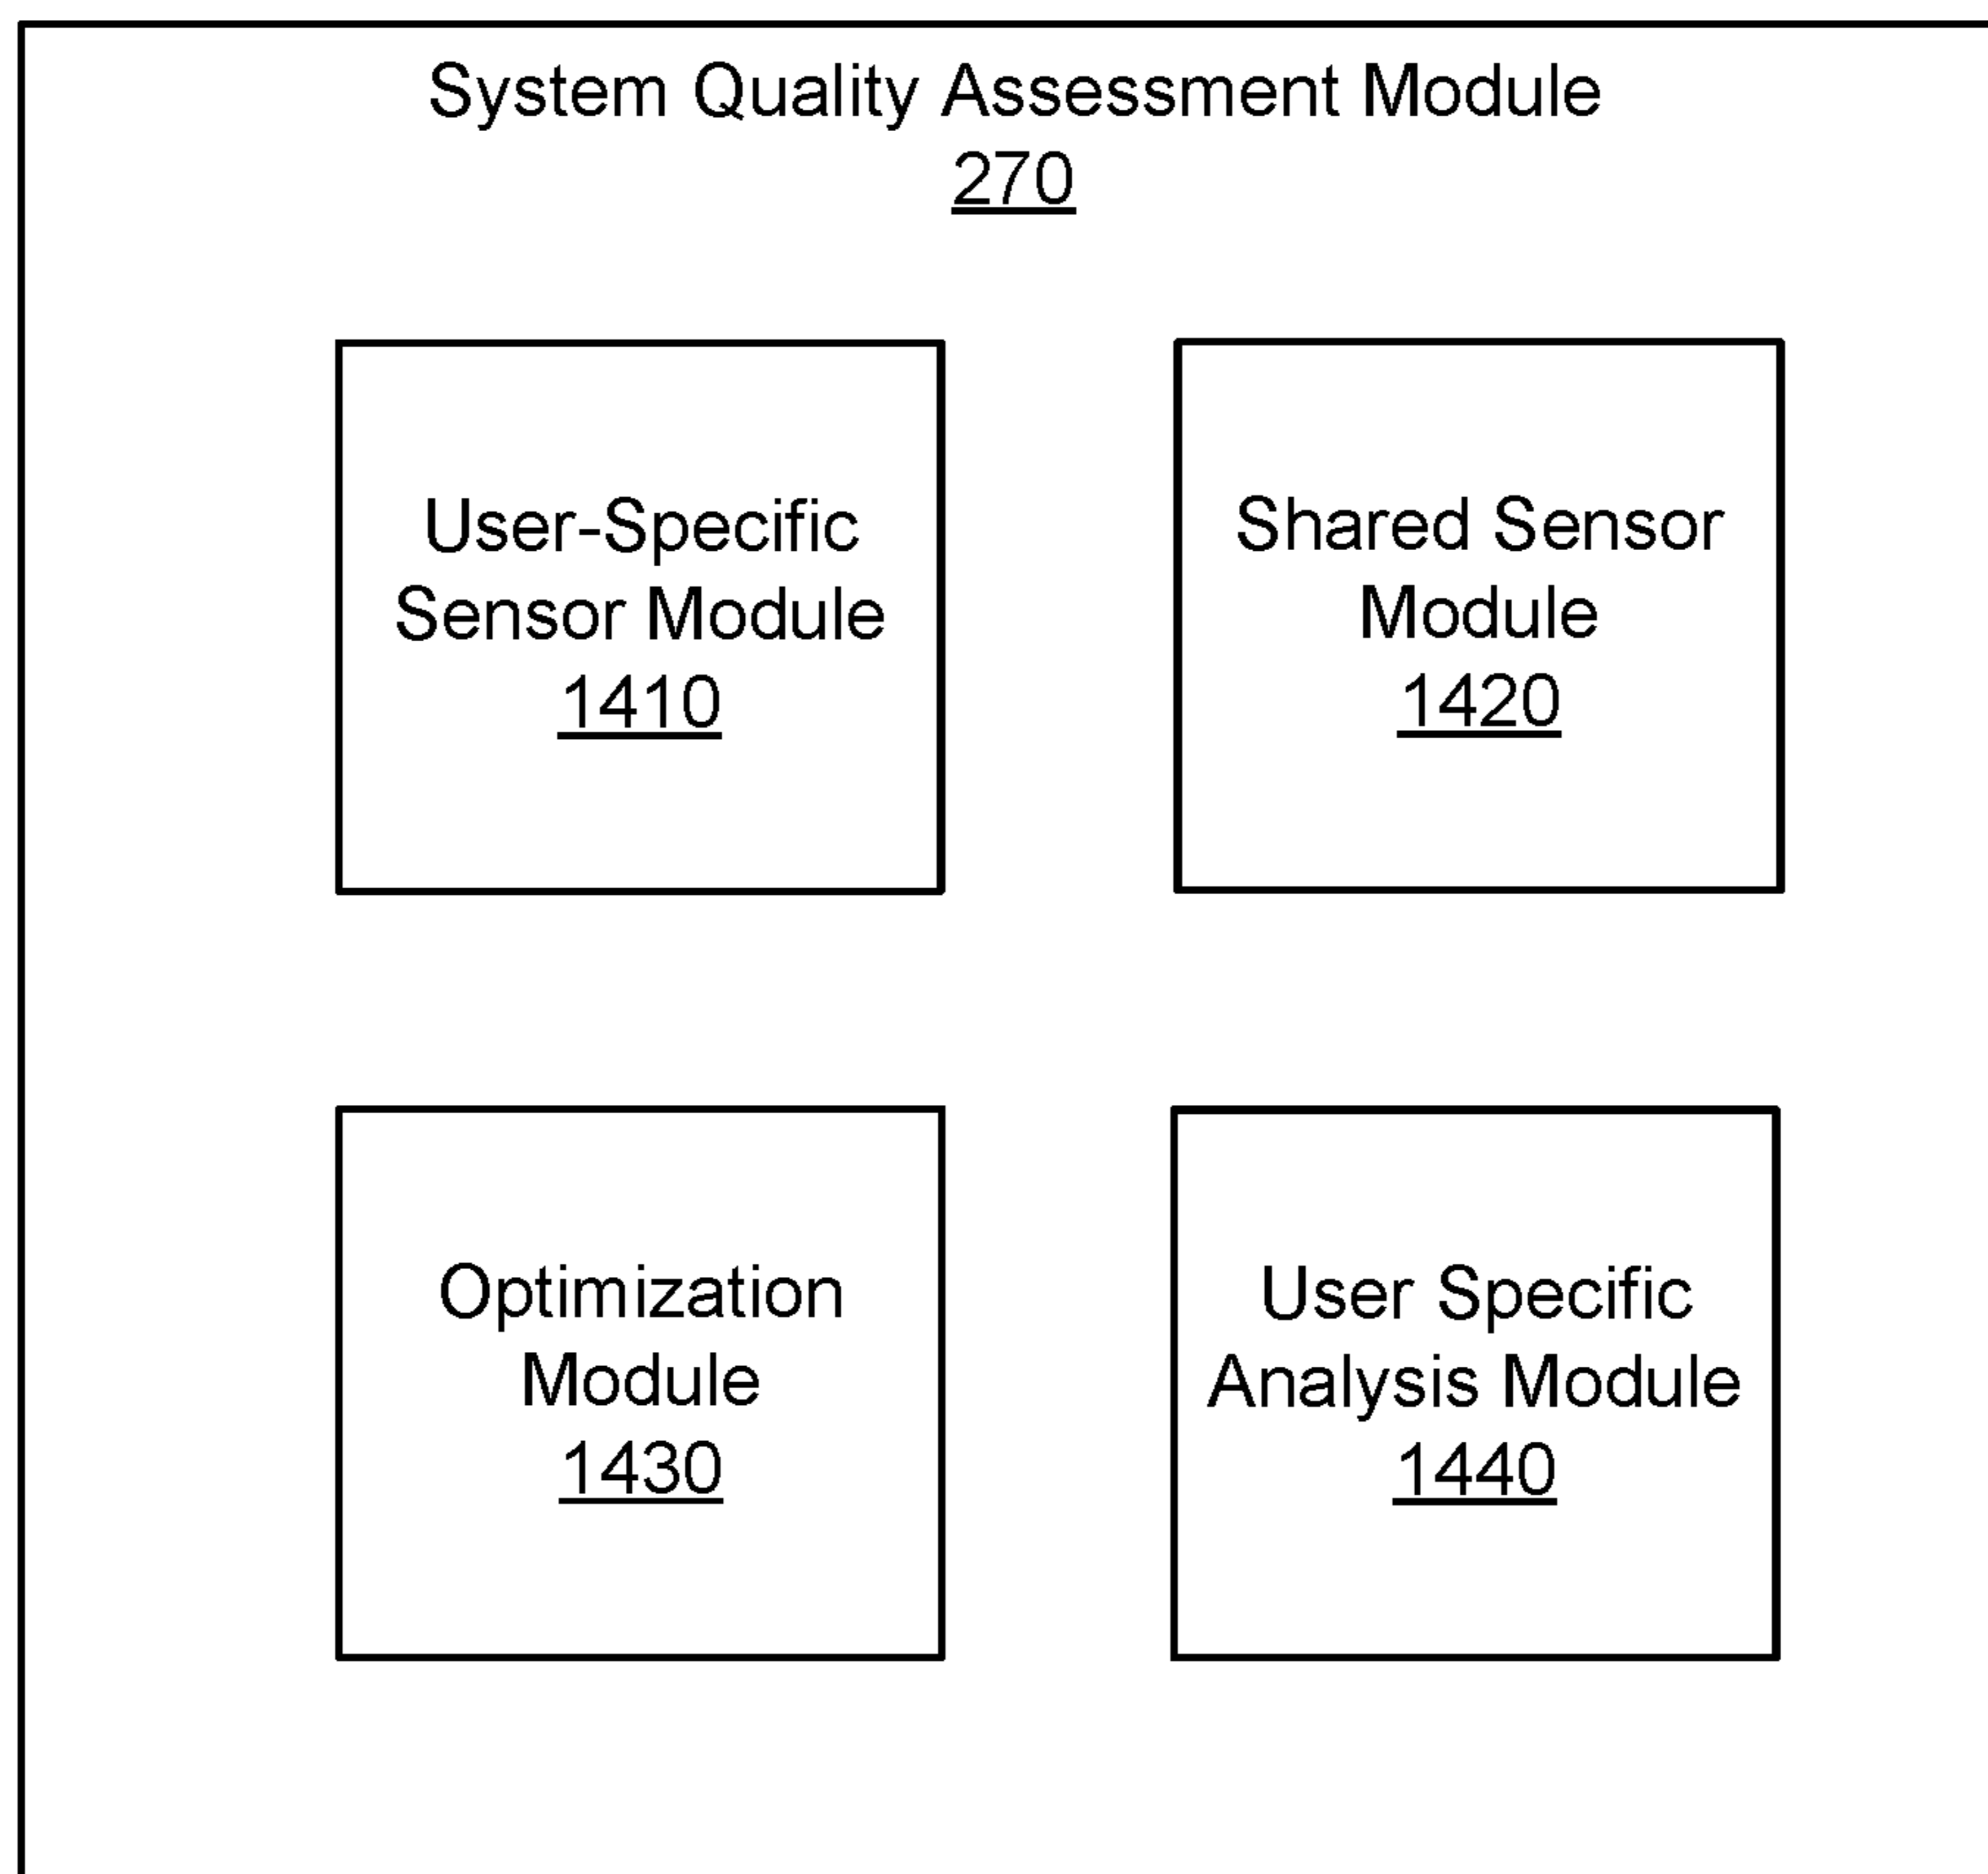 System Quality Assessment Module
270
User-Specific
Sensor Module
1410
Shared Sensor
Module
1420
Optimization
Module
1430
User Specific
Analysis Module
1440